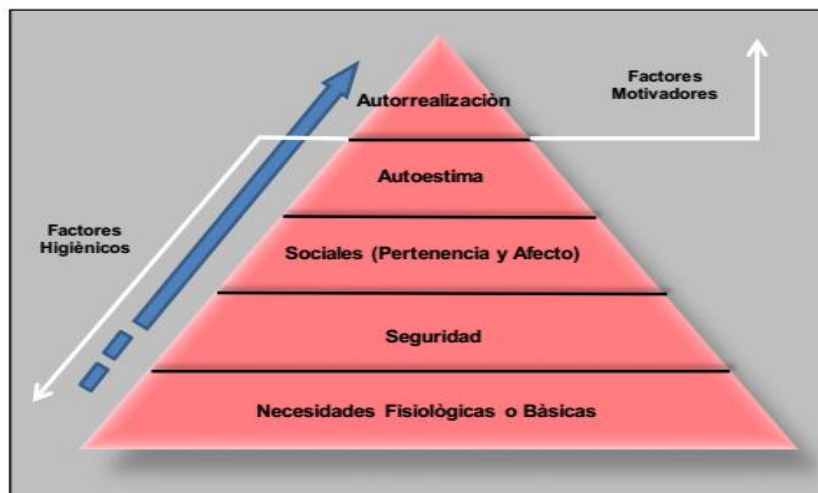 Factores
Motivadores
Autorrealizaciòn
Autoestima
Factores
Higiènicos
Sociales (Pertenencia y Afecto)
Seguridad
Necesidades Fisiològicas o Bàsicas